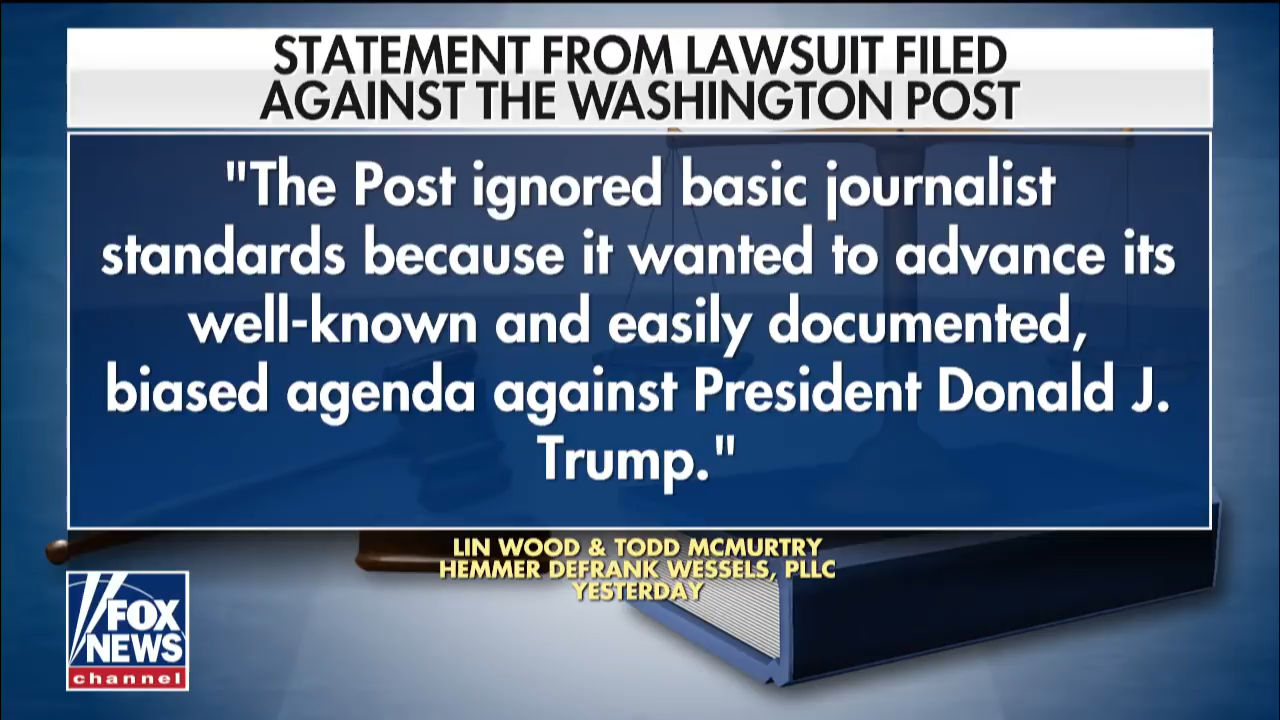 STATEMENT FROM LAWSUIT FILED
AGAINST THE WASHINGTON POST
"The Post ignored basic journalist
standards because it wanted to advance its
well-known and easily documented,
biased agenda against President Donald J.
Trump."
LIN WOOD & TODD MCMURTRY
HEMMER DEFRANK WESSELS, PLLC
YESTERDAY
FOX
NEWS
channel